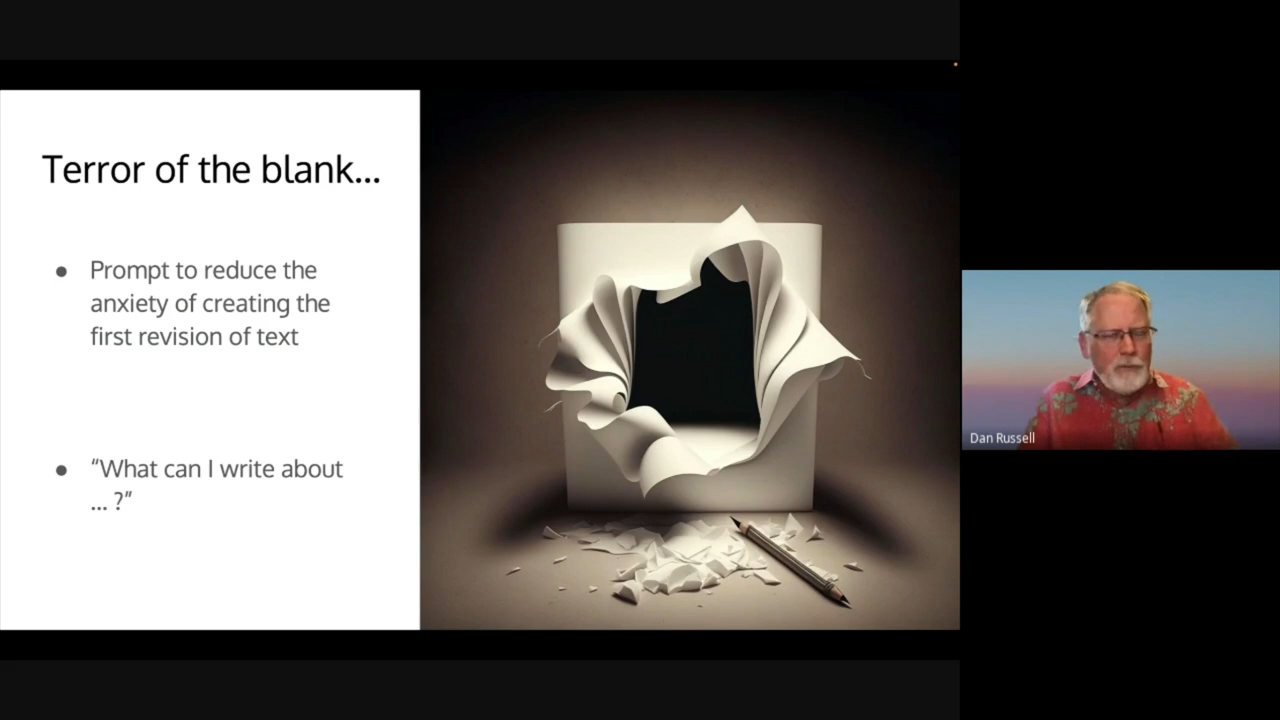 Terror of the blank...
● Prompt to reduce the
anxiety of creating the
first revision of text
● “What can I write about
... ?”
Dan Russell